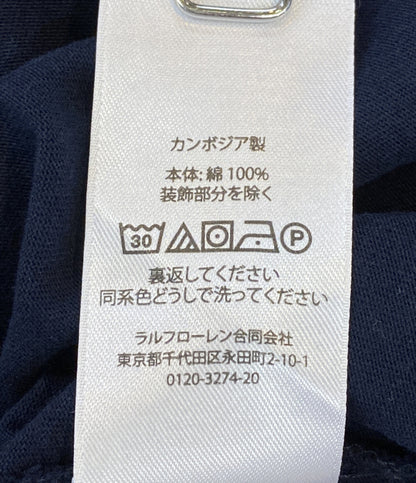 カンボジア製
本体: 綿 100%
装飾部分を除く
30 P
裏返してください
同系色どうしで洗ってください
ラルフローレン合同会社
東京都千代田区永田町2-10-1
0120-3274-20